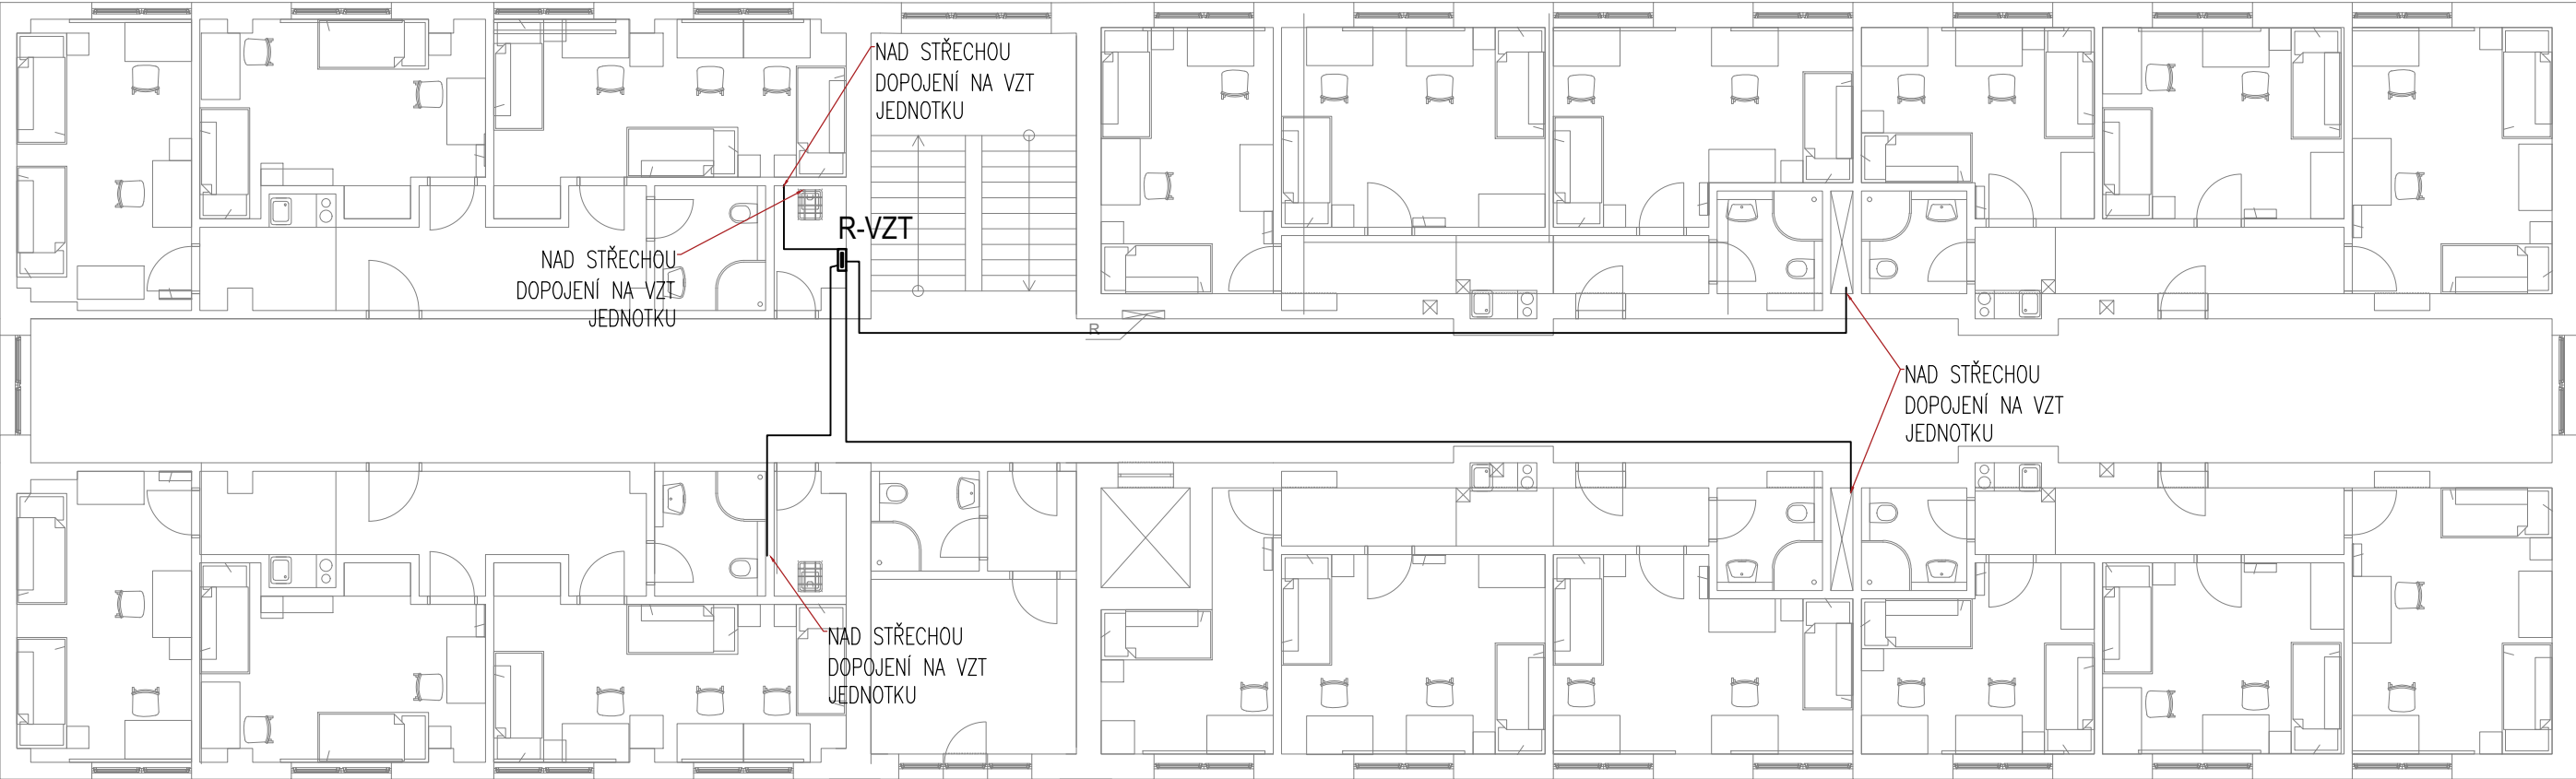 NAD STŘECHOU
DOPOJENÍ NA VZT
JEDNOTKU
R-VZT
NAD STŘECHOU
DOPOJENÍ NA VZT
JEDNOTKU
R
NAD STŘECHOU
DOPOJENÍ NA VZT
JEDNOTKU
NAD STŘECHOU
DOPOJENÍ NA VZT
JEDNOTKU